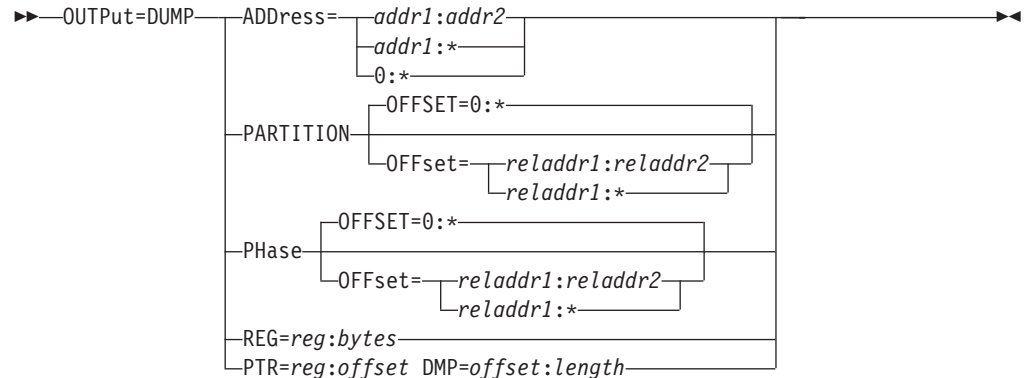 OUTPut=DUMP ADDress= addr1:addr2
addr1:*
0:*
OFFSET=0:*
PARTITION
OFFset= reladdr1:reladdr2
reladdr1:*
OFFSET=0:*
PHase
OFFset= reladdr1:reladdr2
reladdr1:*
REG=reg:bytes
PTR=reg:offset DMP=offset:length